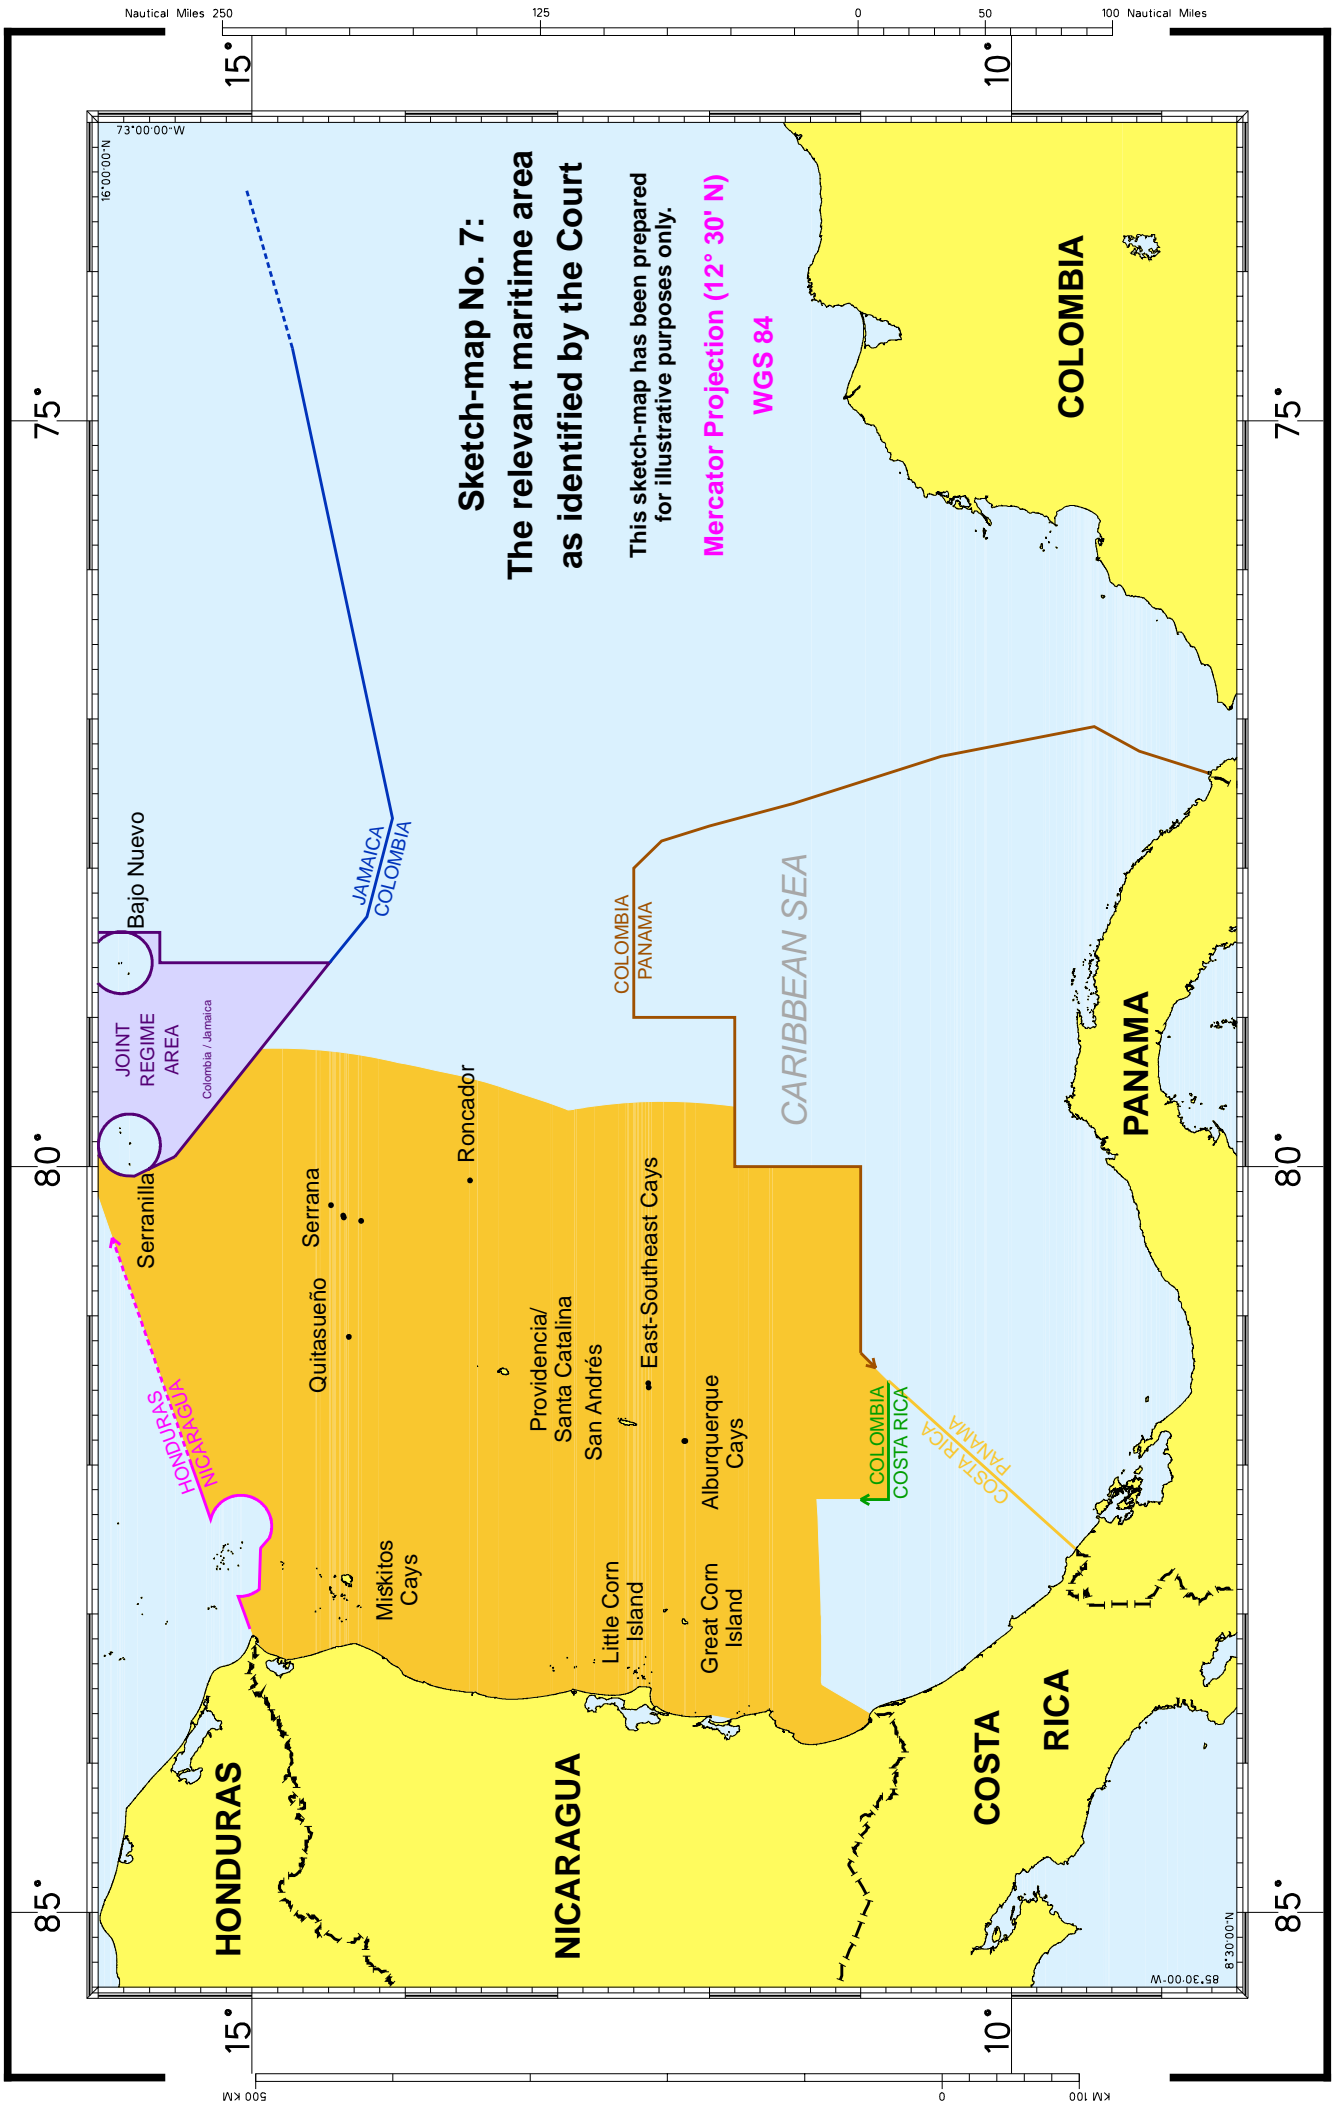 Sketch-map No. 7:
The relevant maritime area
as identified by the Court
This sketch-map has been prepared
for illustrative purposes only.
Mercator Projection (12° 30' N)
WGS 84
Nautical Miles 250
125
0
50
100 Nautical Miles
500 KM
0
KM 100
15°
10°
15°
10°
75°
80°
85°
75°
80°
85°
16°00'00"N
73°00'00"W
8°30'00"N
85°30'00"W
Bajo Nuevo
JOINT
REGIME
AREA
Colombia / Jamaica
Serranilla
JAMAICA
COLOMBIA
HONDURAS
NICARAGUA
Serrana
Quitasueño
Roncador
Providencia/
Santa Catalina
San Andrés
East-Southeast Cays
Alburquerque
Cays
Miskitos
Cays
Little Corn
Island
Great Corn
Island
COLOMBIA
PANAMA
CARIBBEAN SEA
COLOMBIA
COSTA RICA
COSTA RICA
PANAMA
HONDURAS
NICARAGUA
COSTA
RICA
PANAMA
COLOMBIA